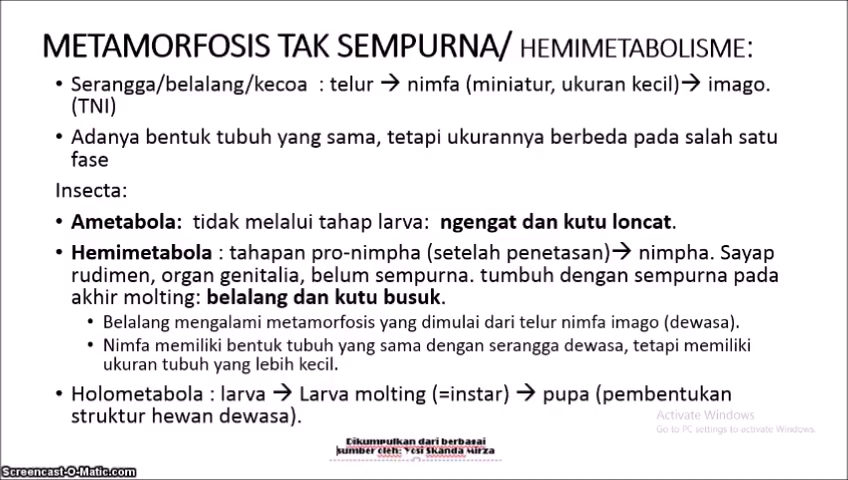 METAMORFOSIS TAK SEMPURNA/ HEMIMETABOLISME:
• Serangga/belalang/kecoa : telur → nimfa (miniatur, ukuran kecil)→ imago.
(TNI)
• Adanya bentuk tubuh yang sama, tetapi ukurannya berbeda pada salah satu
fase
Insecta:
• Ametabola: tidak melalui tahap larva: ngengat dan kutu loncat.
• Hemimetabola : tahapan pro-nimpha (setelah penetasan)→ nimpha. Sayap
rudimen, organ genitalia, belum sempurna. tumbuh dengan sempurna pada
akhir molting: belalang dan kutu busuk.
• Belalang mengalami metamorfosis yang dimulai dari telur nimfa imago (dewasa).
• Nimfa memiliki bentuk tubuh yang sama dengan serangga dewasa, tetapi memiliki
ukuran tubuh yang lebih kecil.
• Holometabola : larva → Larva molting (=instar) → pupa (pembentukan
struktur hewan dewasa).
Activate Windows
Go to PC settings to activate Windows.
Dikumpulkan dari berbagai
sumber oleh: Yosi Skanda Mirza
Screencast-O-Matic.com